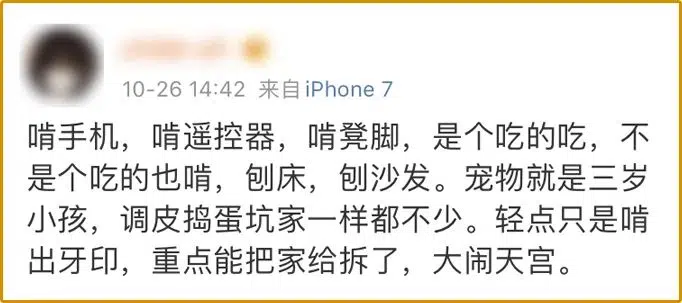 10-26 14:42 来自 iPhone 7
啃手机，啃遥控器，啃凳脚，是个吃的吃，不
是个吃的也啃，刨床，刨沙发。宠物就是三岁
小孩，调皮捣蛋坑家一样都不少。轻点只是啃
出牙印，重点能把家给拆了，大闹天宫。